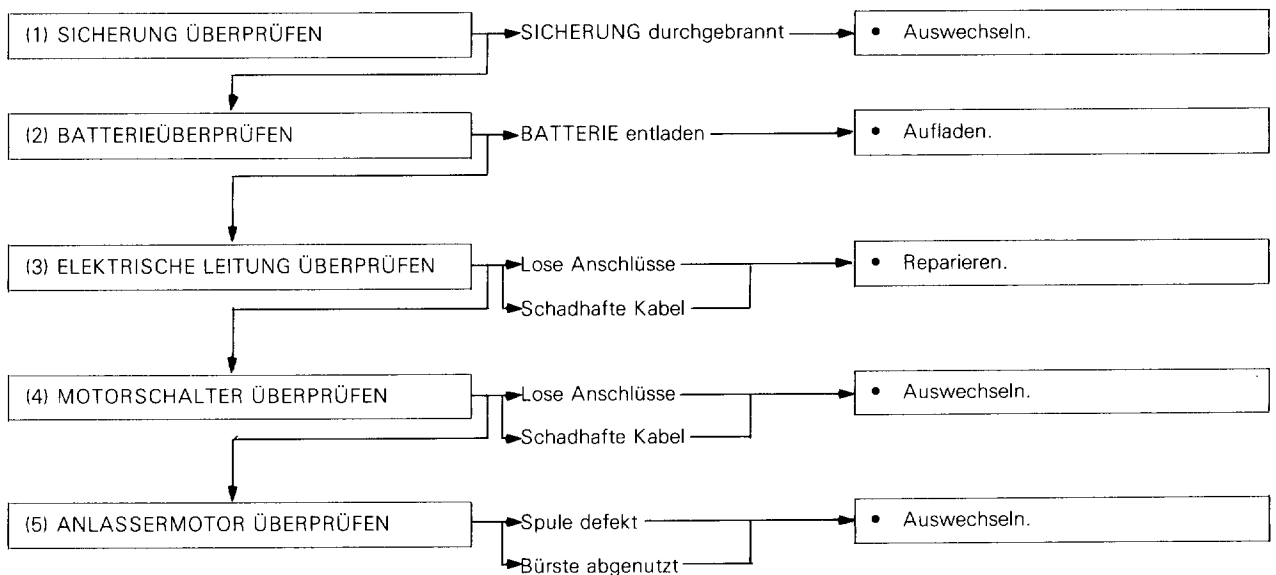 (1) SICHERUNG ÜBERPRÜFEN SICHERUNG durchgebrannt • Auswechseln.
(2) BATTERIEÜBERPRÜFEN BATTERIE entladen • Aufladen.
(3) ELEKTRISCHE LEITUNG ÜBERPRÜFEN Lose Anschlüsse • Reparieren.
Schadhafte Kabel
(4) MOTORSCHALTER ÜBERPRÜFEN Lose Anschlüsse • Auswechseln.
Schadhafte Kabel
(5) ANLASSERMOTOR ÜBERPRÜFEN Spule defekt • Auswechseln.
Bürste abgenutzt